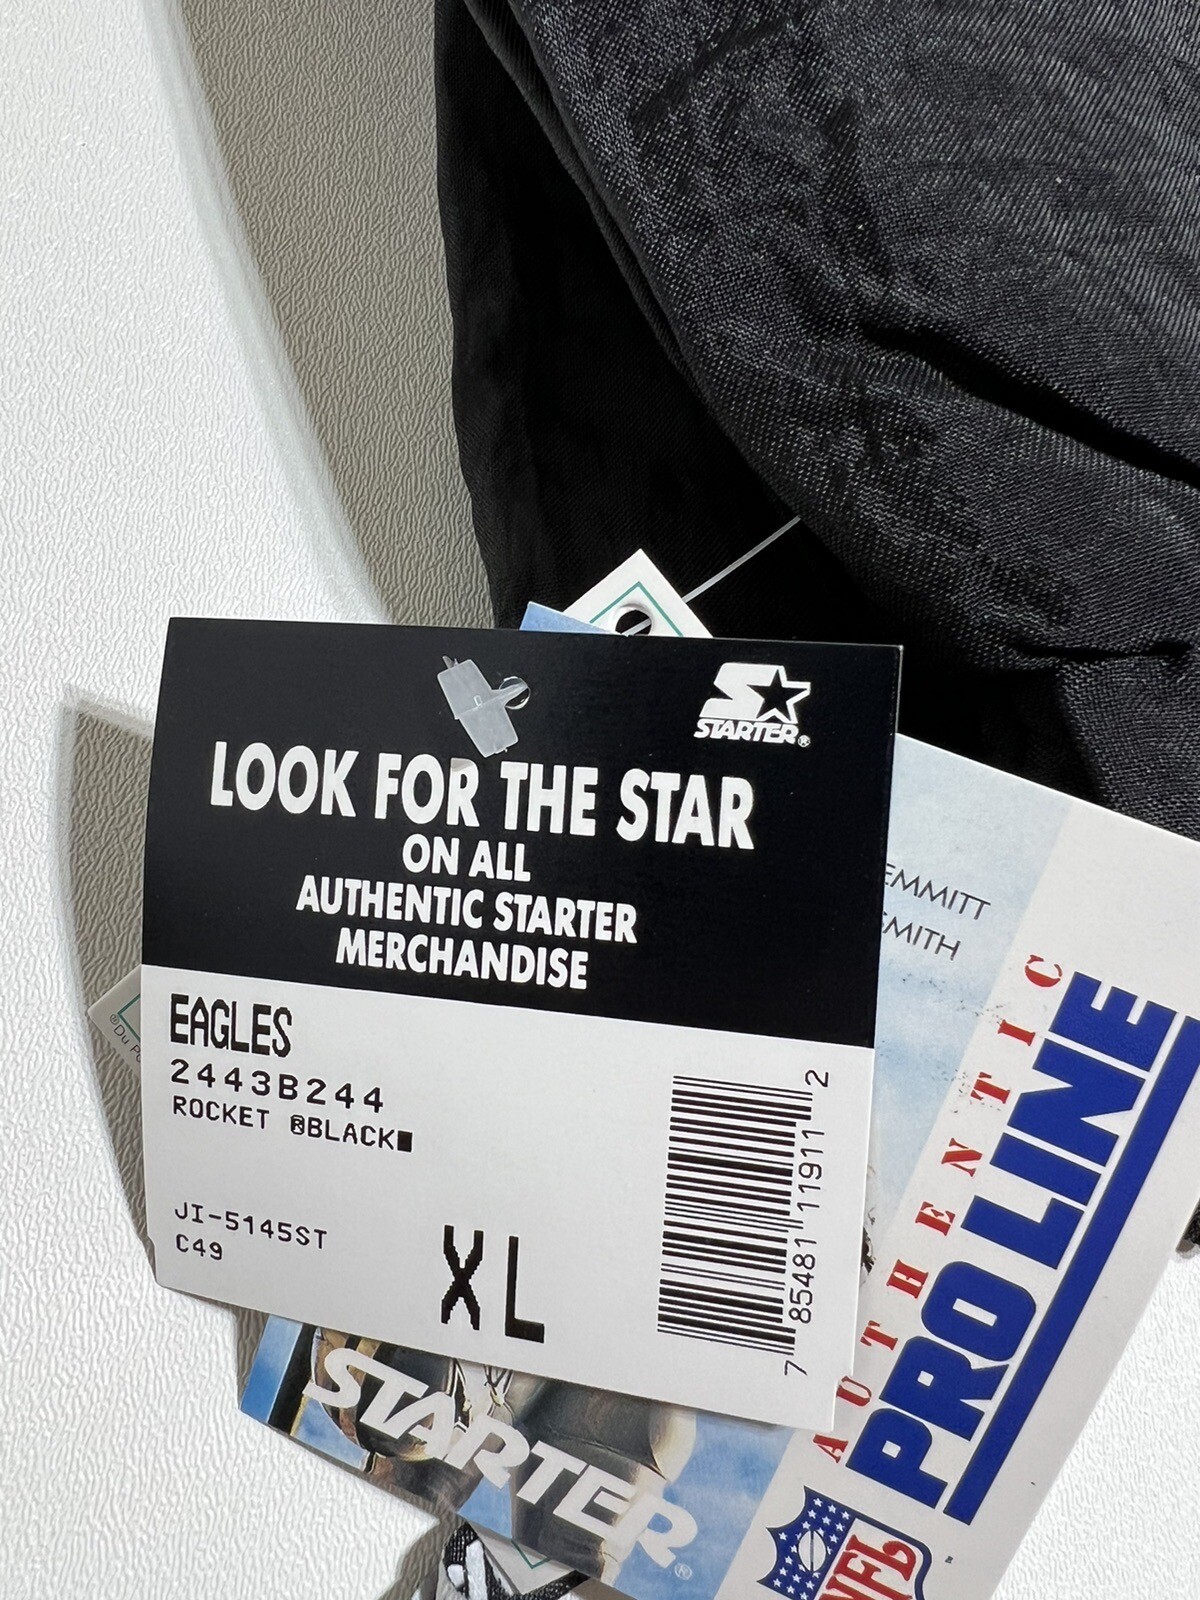 STARTER®
LOOK FOR THE STAR
ON ALL
AUTHENTIC STARTER
MERCHANDISE
EAGLES
2443B244
ROCKET ®BLACK■
JI-5145ST
C49
XL
7 85481 11911 2
EMMITT
SMITH
AUTHENTIC
PRO LINE
NFL
STARTER®
®Du